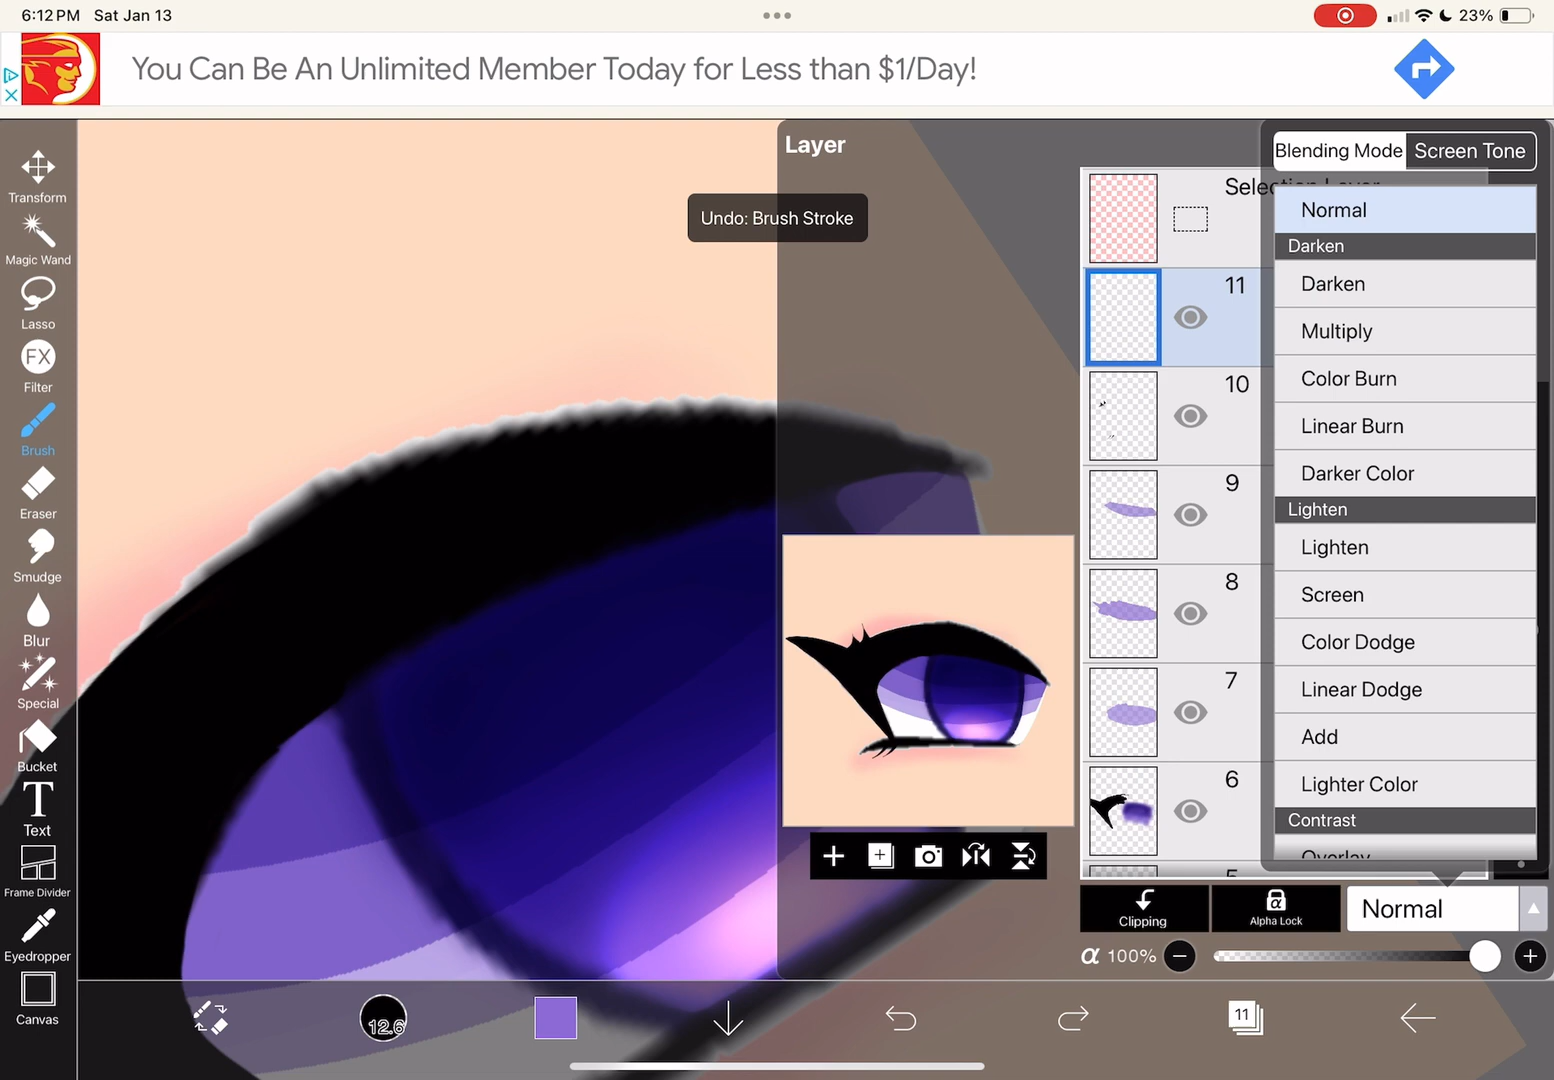 6:12 PM Sat Jan 13
23%
You Can Be An Unlimited Member Today for Less than $1/Day!
Transform
Magic Wand
Lasso
FX
Filter
Brush
Eraser
Smudge
Blur
Special
Bucket
T
Text
Frame Divider
Eyedropper
Canvas
Undo: Brush Stroke
Layer
Selection Layer
11
10
9
8
7
6
5
Blending Mode Screen Tone
Normal
Darken
Darken
Multiply
Color Burn
Linear Burn
Darker Color
Lighten
Lighten
Screen
Color Dodge
Linear Dodge
Add
Lighter Color
Contrast
Overlay
Clipping
α
Alpha Lock
Normal
α 100%
12.6
11